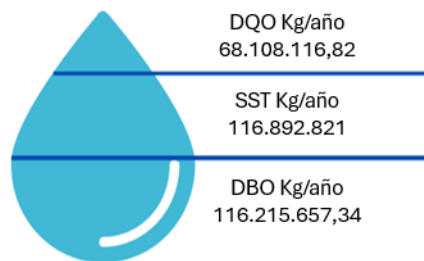 DQO Kg/año
68.108.116,82
SST Kg/año
116.892.821
DBO Kg/año
116.215.657,34